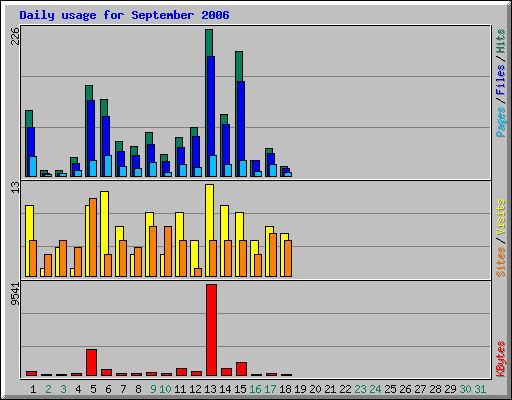 Daily usage for September 2006
226
Pages / Files / Hits
13
Sites / Visits
9541
KBytes
1 2 3 4 5 6 7 8 9 10 11 12 13 14 15 16 17 18 19 20 21 22 23 24 25 26 27 28 29 30 31